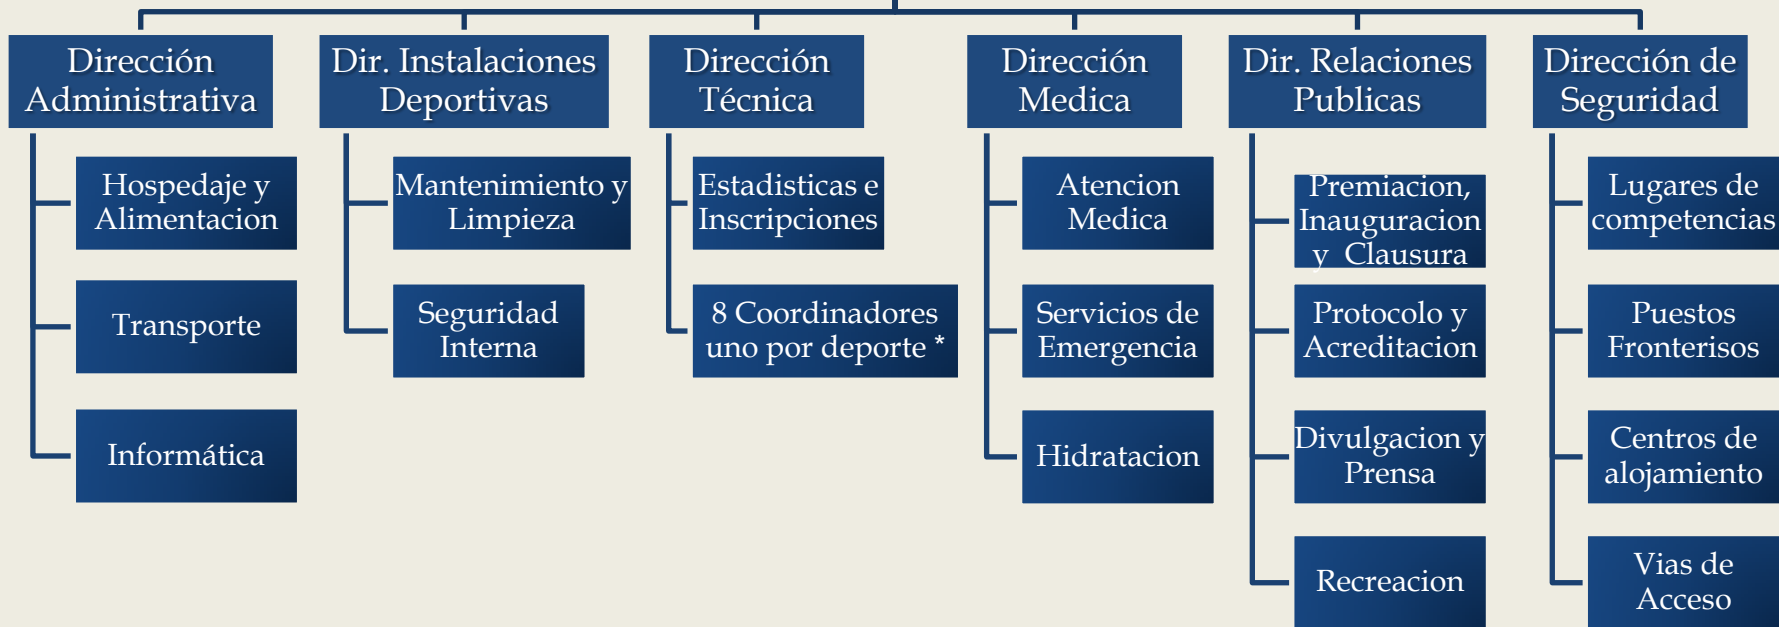 Dirección
Administrativa
Hospedaje y
Alimentacion
Transporte
Informática
Dir. Instalaciones
Deportivas
Mantenimiento y
Limpieza
Seguridad
Interna
Dirección
Técnica
Estadisticas e
Inscripciones
8 Coordinadores
uno por deporte *
Dirección
Medica
Atencion
Medica
Servicios de
Emergencia
Hidratacion
Dir. Relaciones
Publicas
Premiacion,
Inauguracion
y Clausura
Protocolo y
Acreditacion
Divulgacion y
Prensa
Recreacion
Dirección de
Seguridad
Lugares de
competencias
Puestos
Fronterisos
Centros de
alojamiento
Vias de
Acceso